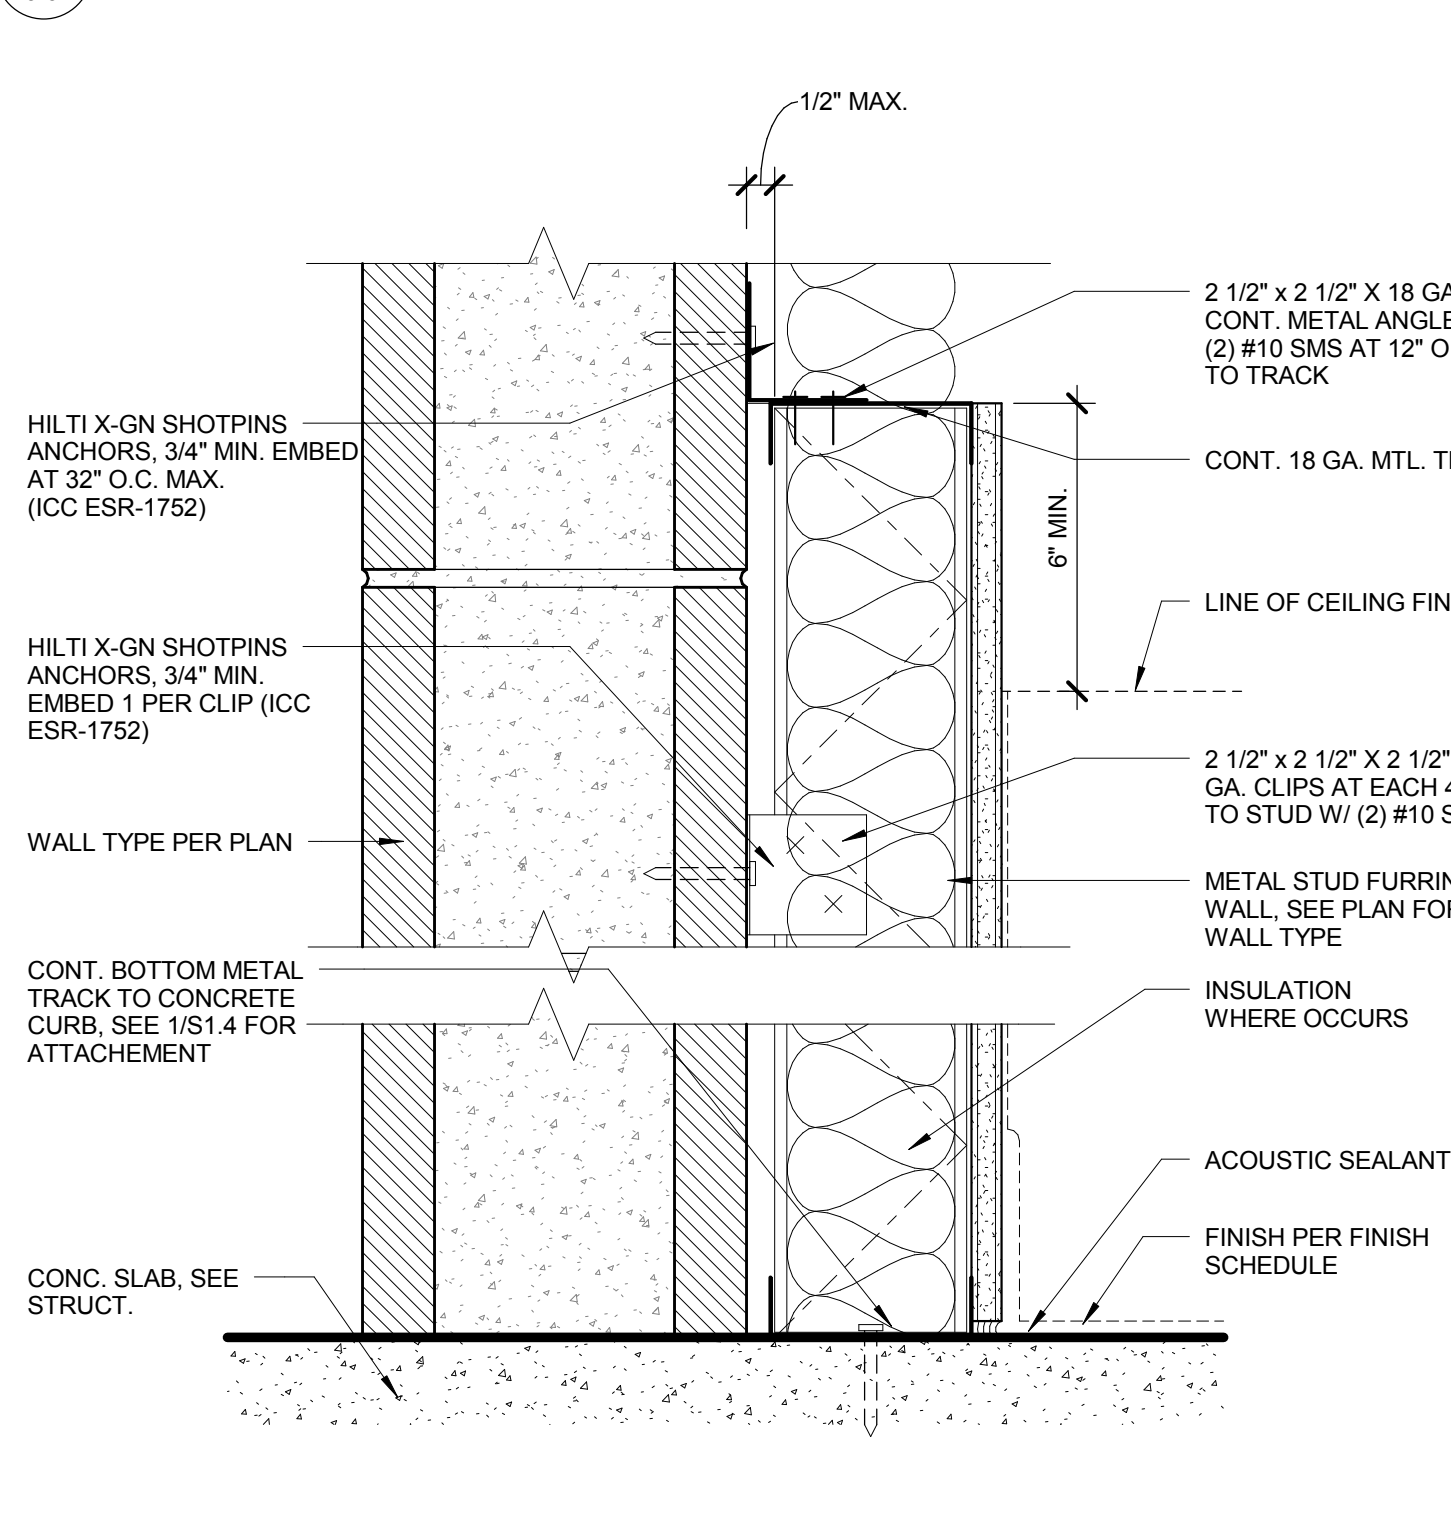 1/2" MAX.
HILTI X-GN SHOTPINS
ANCHORS, 3/4" MIN. EMBED
AT 32" O.C. MAX.
(ICC ESR-1752)
HILTI X-GN SHOTPINS
ANCHORS, 3/4" MIN.
EMBED 1 PER CLIP (ICC
ESR-1752)
WALL TYPE PER PLAN
CONT. BOTTOM METAL
TRACK TO CONCRETE
CURB, SEE 1/S1.4 FOR
ATTACHEMENT
CONC. SLAB, SEE
STRUCT.
2 1/2" x 2 1/2" X 18 GA
CONT. METAL ANGLE
(2) #10 SMS AT 12" O
TO TRACK
CONT. 18 GA. MTL.
6" MIN.
LINE OF CEILING FIN
2 1/2" x 2 1/2" X 2 1/2"
GA. CLIPS AT EACH 4
TO STUD W/ (2) #10 S
METAL STUD FURRIN
WALL, SEE PLAN FOR
WALL TYPE
INSULATION
WHERE OCCURS
ACOUSTIC SEALANT
FINISH PER FINISH
SCHEDULE